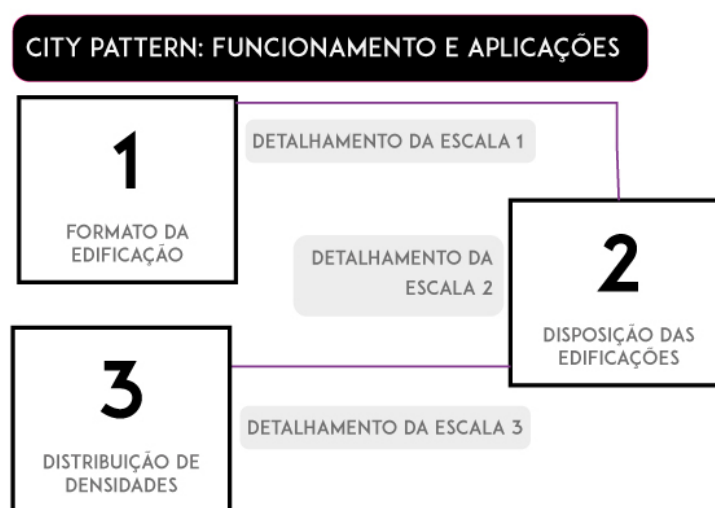 CITY PATTERN: FUNCIONAMENTO E APLICAÇÕES
1
FORMATO DA
EDIFICAÇÃO
DETALHAMENTO DA ESCALA 1
DETALHAMENTO DA
ESCALA 2
2
DISPOSIÇÃO DAS
EDIFICAÇÕES
3
DISTRIBUIÇÃO DE
DENSIDADES
DETALHAMENTO DA ESCALA 3